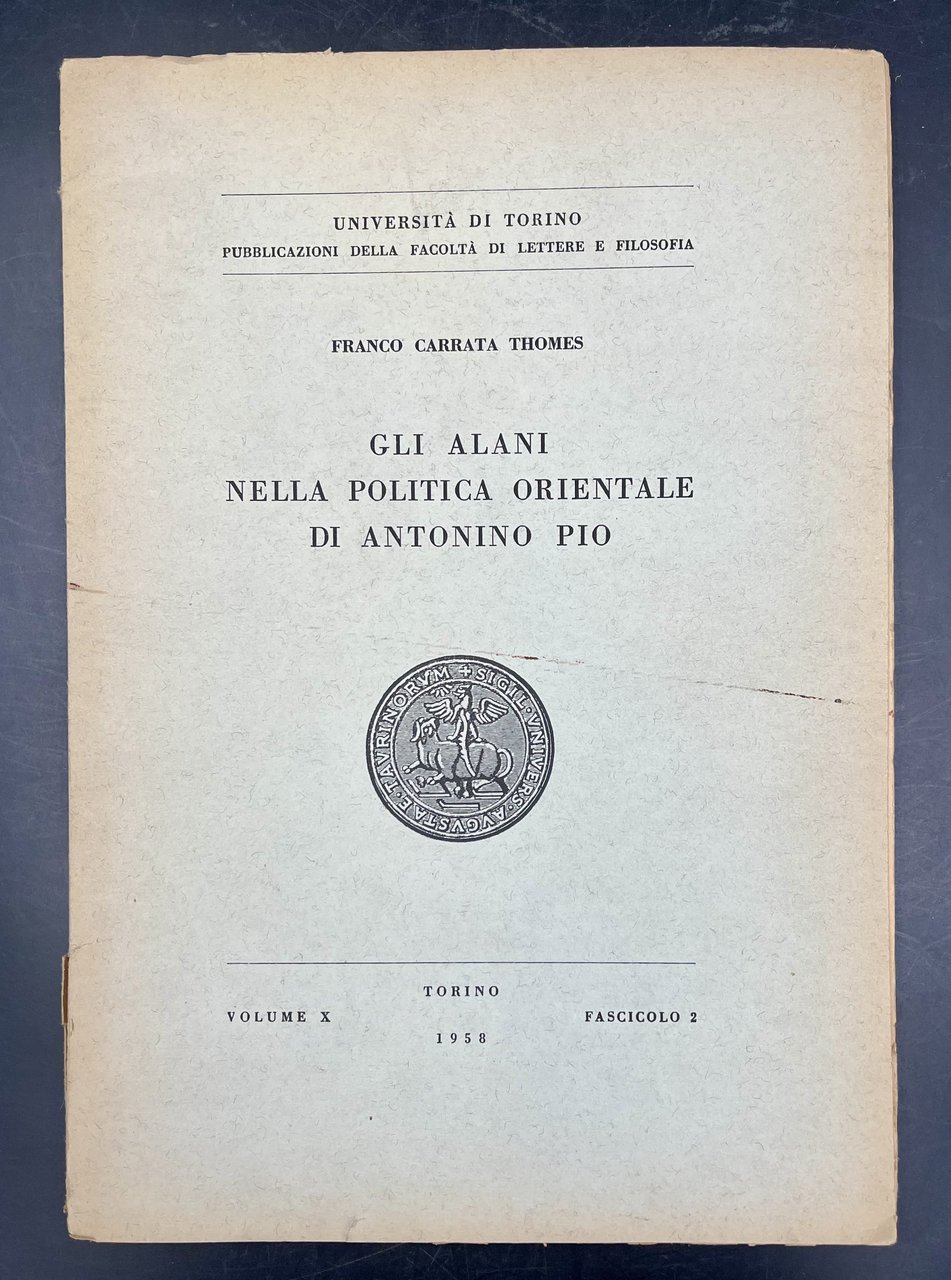 UNIVERSITÀ DI TORINO
PUBBLICAZIONI DELLA FACOLTÀ DI LETTERE E FILOSOFIA
FRANCO CARRATA THOMES
GLI ALANI
NELLA POLITICA ORIENTALE
DI ANTONINO PIO
+ SIGIL · VNIVERS · AVGVSTAE · TAVRINORVM
TORINO
VOLUME X
FASCICOLO 2
1958